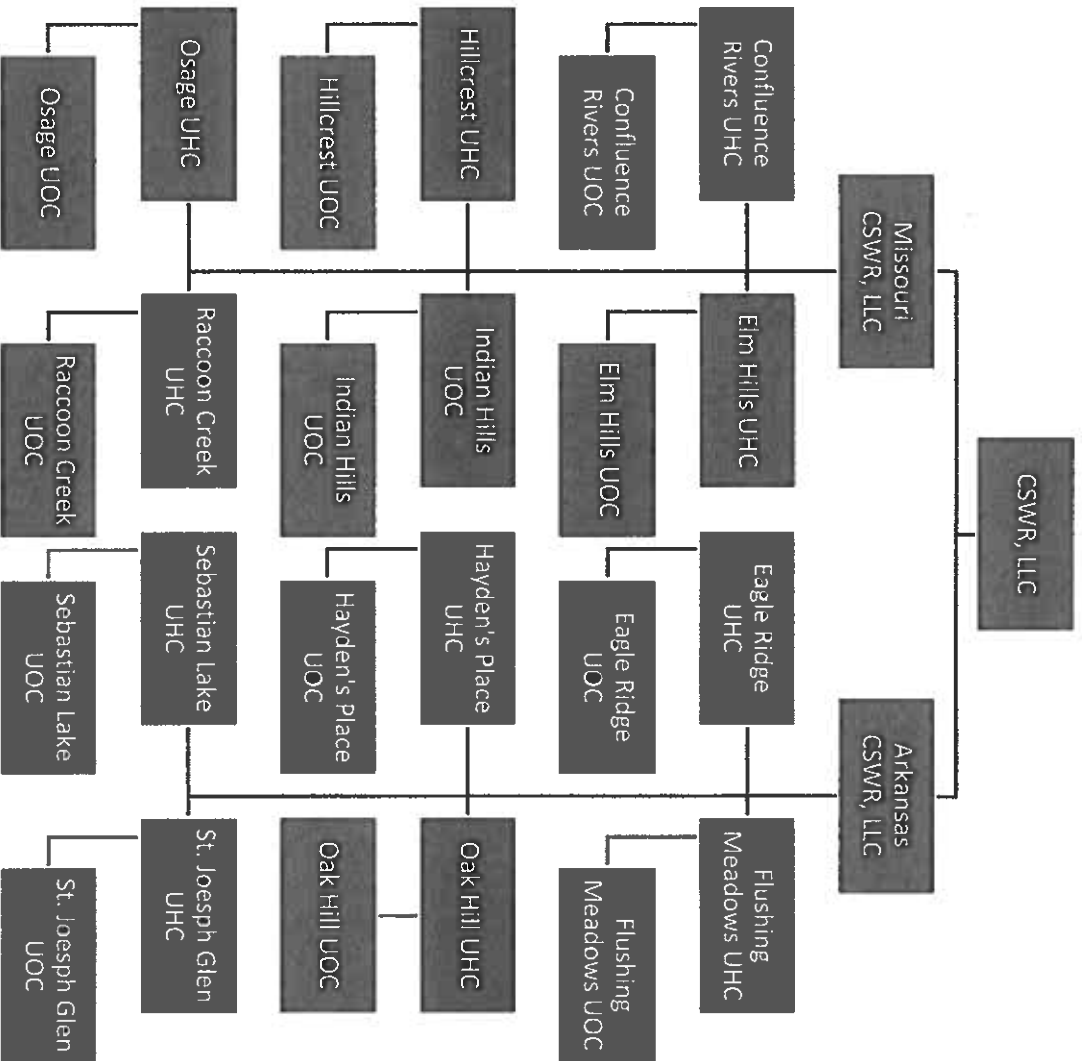 CSWR, LLC
Missouri
CSWR, LLC
Arkansas
CSWR, LLC
Confluence
Rivers UHC
Elm Hills UHC
Eagle Ridge
UHC
Flushing
Meadows UHC
Confluence
Rivers UOC
Elm Hills UOC
Eagle Ridge
UOC
Flushing
Meadows UOC
Hillcrest UHC
Indian Hills
UOC
Hayden's Place
UHC
Oak Hill UHC
Hillcrest UOC
Indian Hills
UOC
Hayden's Place
UOC
Oak Hill UOC
Osage UHC
Raccoon Creek
UHC
Sebastian Lake
UHC
St. Joesph Glen
UHC
Osage UOC
Raccoon Creek
UOC
Sebastian Lake
UOC
St. Joesph Glen
UOC